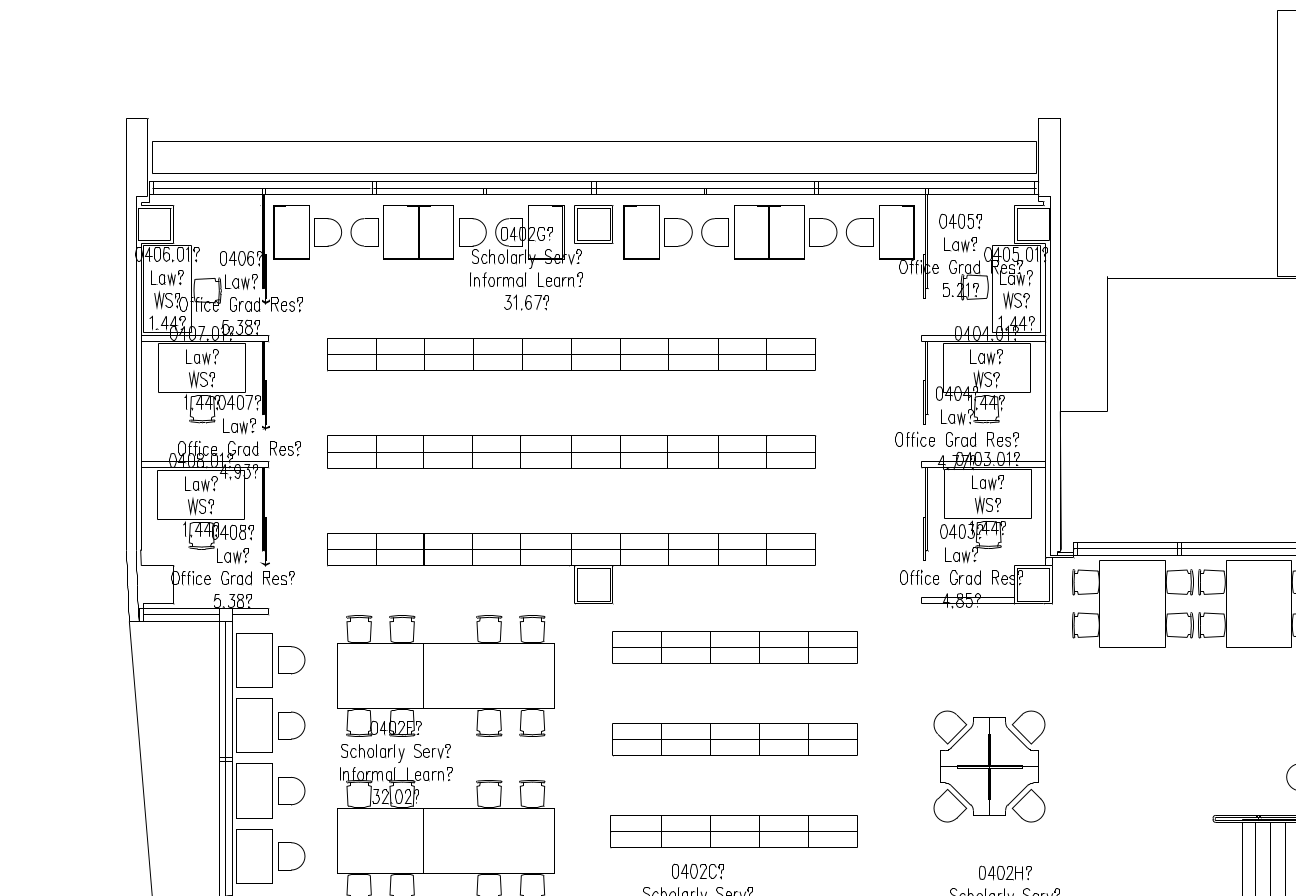 0402G?
Scholarly Serv?
Informal Learn?
31.67?
0406.01?
Law?
WS?
1.44?
0406?
Law?
Office Grad Res?
5.38?
0405?
Law?
Office Grad Res?
5.21?
0405.01?
Law?
WS?
1.44?
0407.01?
Law?
WS?
1.44?
0407?
Law?
Office Grad Res?
4.93?
0404.01?
Law?
WS?
1.44?
0404?
Law?
Office Grad Res?
4.77?
0408.01?
Law?
WS?
1.44?
0408?
Law?
Office Grad Res?
5.38?
0403.01?
Law?
WS?
1.44?
0403?
Law?
Office Grad Res?
4.85?
Scholarly Serv?
Informal Learn?
32.02?
0402C?
Scholarly Serv?
0402H?
Scholarly Serv?